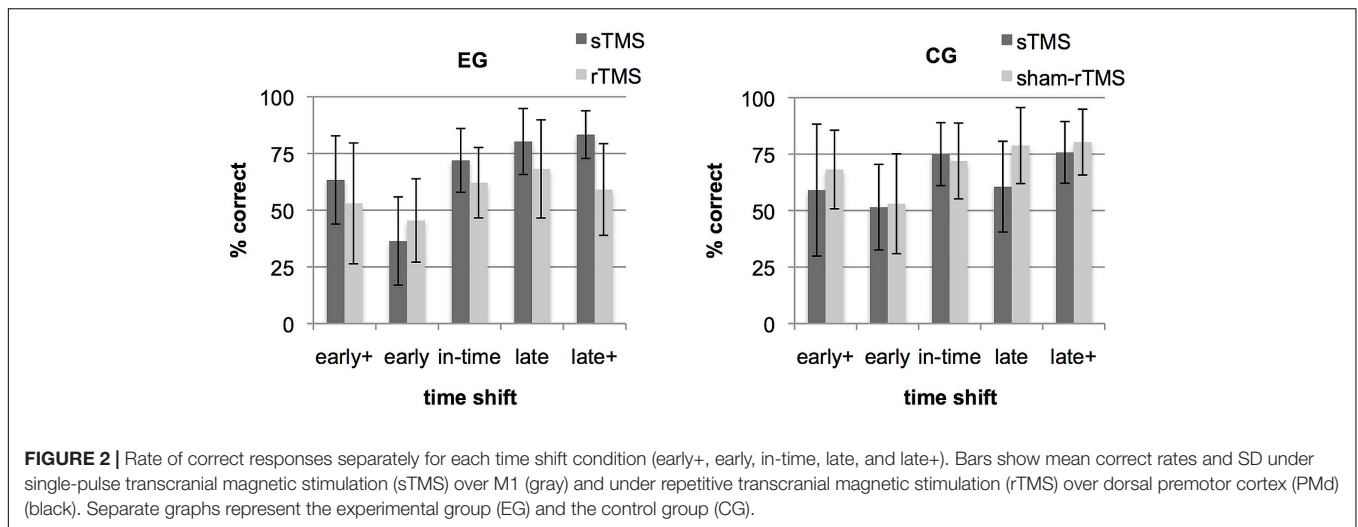 EG
sTMS
rTMS
100
75
50
25
0
% correct
early+ early in-time late late+
time shift
CG
sTMS
sham-rTMS
100
75
50
25
0
% correct
early+ early in-time late late+
time shift
FIGURE 2 | Rate of correct responses separately for each time shift condition (early+, early, in-time, late, and late+). Bars show mean correct rates and SD under
single-pulse transcranial magnetic stimulation (sTMS) over M1 (gray) and under repetitive transcranial magnetic stimulation (rTMS) over dorsal premotor cortex (PMd)
(black). Separate graphs represent the experimental group (EG) and the control group (CG).